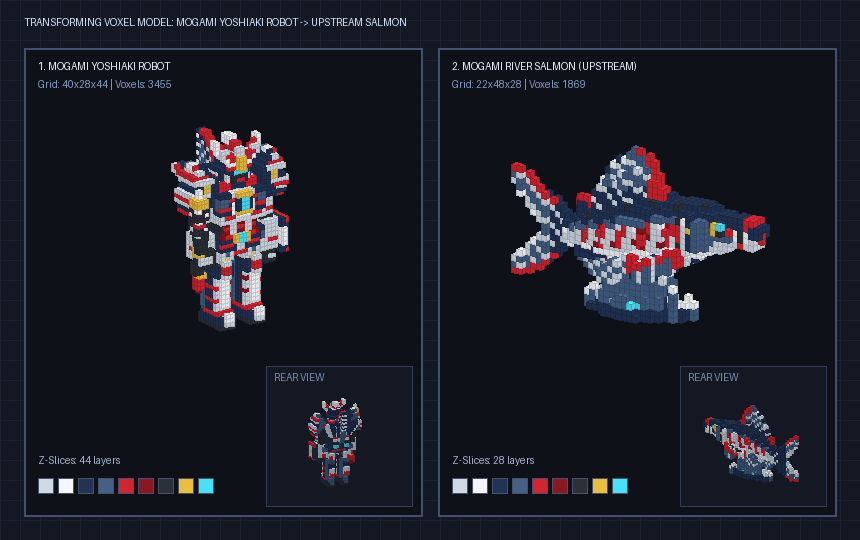 TRANSFORMING VOXEL MODEL: MOGAMI YOSHIAKI ROBOT -> UPSTREAM SALMON
1. MOGAMI YOSHIAKI ROBOT
Grid: 40x28x44 | Voxels: 3455
REAR VIEW
Z-Slices: 44 layers
2. MOGAMI RIVER SALMON (UPSTREAM)
Grid: 22x48x28 | Voxels: 1869
REAR VIEW
Z-Slices: 28 layers